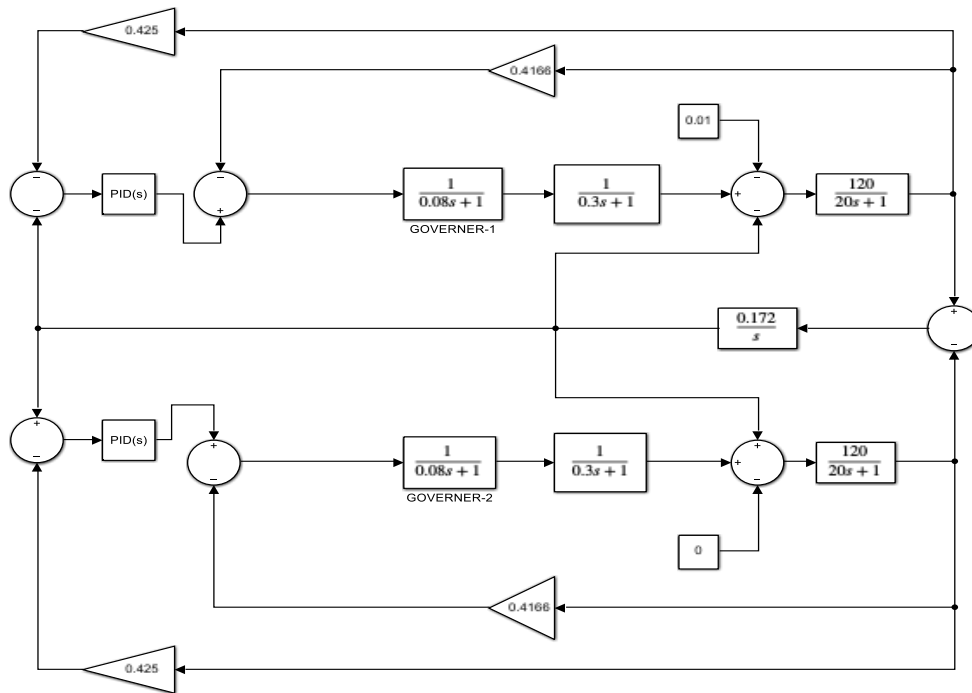 0.425
0.4166
0.01
−
−
−
−
PID(s)
−
+
1
0.08s + 1
GOVERNER-1
1
0.3s + 1
+
−
120
20s + 1
0.172
s
+
−
+
−
PID(s)
+
−
1
0.08s + 1
GOVERNER-2
1
0.3s + 1
+
+
−
120
20s + 1
0
0.4166
0.425